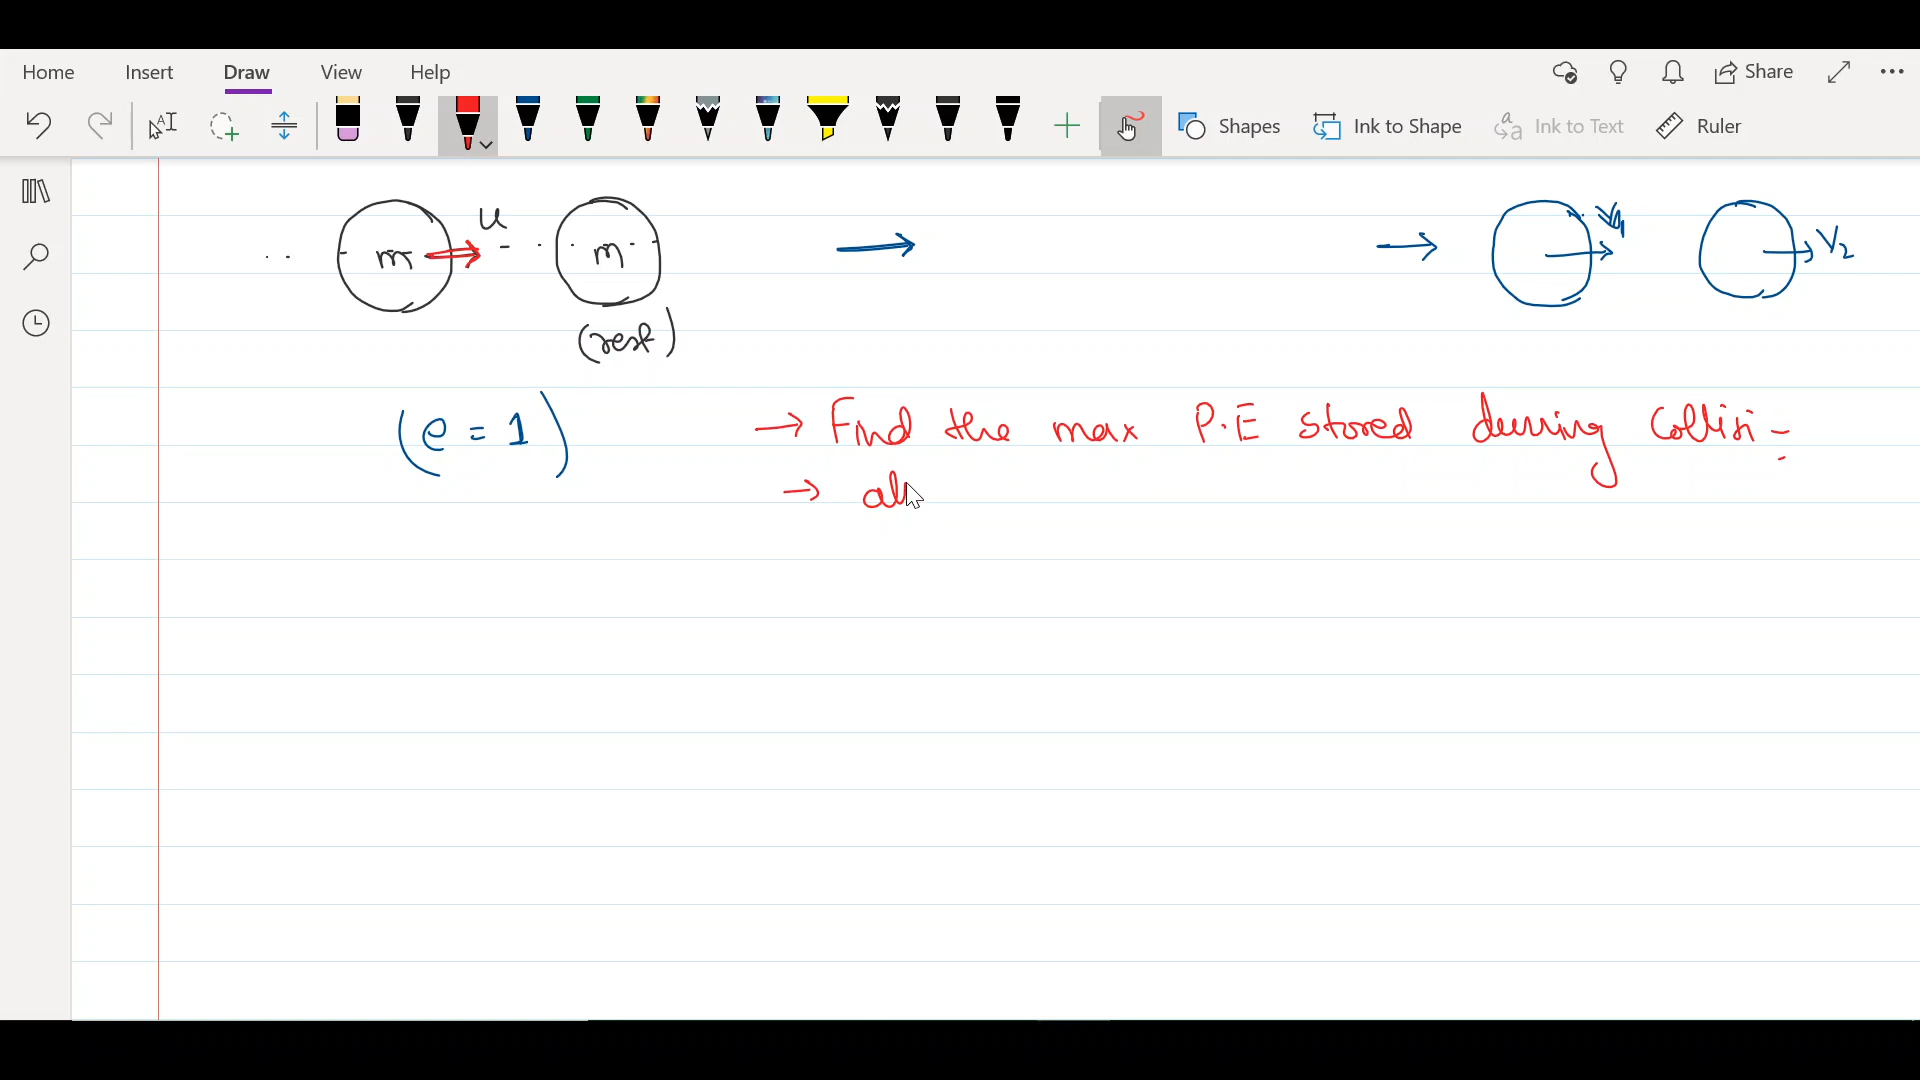 Home Insert Draw View Help Share
Shapes Ink to Shape Ink to Text Ruler
m u m V1 V2
(rest)
(e = 1) → Find the max P.E stored during Collisi -
→ al